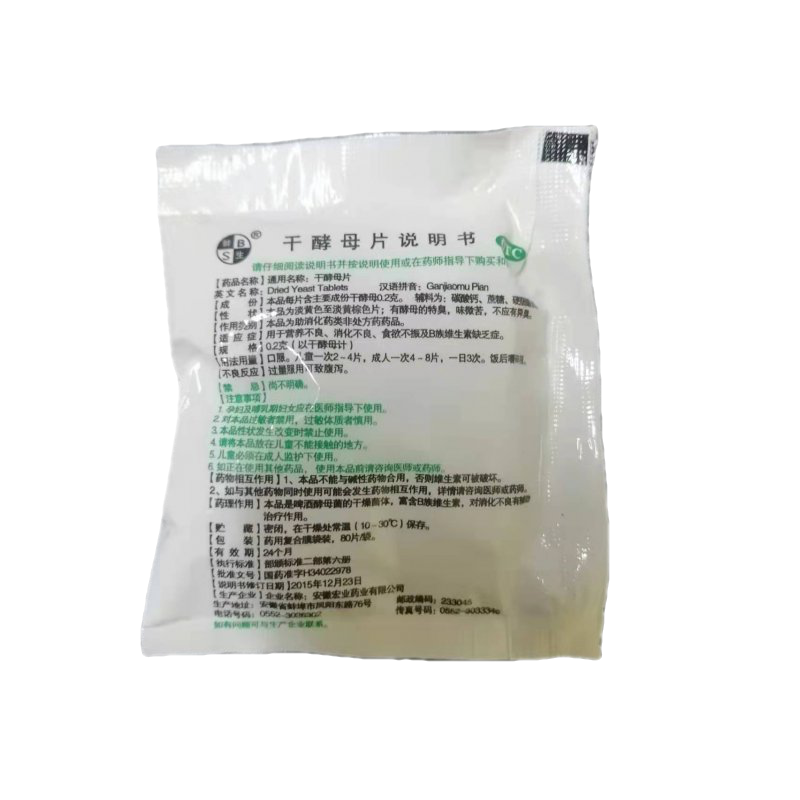 B
S 生
®
干酵母片说明书
TC
请仔细阅读说明书并按说明使用或在药师指导下购买和
【药品名称】通用名称：干酵母片
英文名称：Dried Yeast Tablets 汉语拼音：Ganjiaomu Pian
【成 份】本品每片含主要成份干酵母0.2克。 辅料为：碳酸钙、蔗糖、硬脂
【性 状】本品为淡黄色至淡黄棕色片；有酵母的特臭，味微苦，不应有异臭。
【作用类别】本品为助消化药类非处方药药品。
【适 应 症】用于营养不良、消化不良、食欲不振及B族维生素缺乏症。
【规 格】0.2克（以干酵母计）
【用法用量】口服。儿童一次2～4片，成人一次4～8片，一日3次。饭后嚼
【不良反应】过量服用可致腹泻。
【禁 忌】尚不明确。
【注意事项】
1.孕妇及哺乳期妇女应在医师指导下使用。
2.对本品过敏者禁用，过敏体质者慎用。
3.本品性状发生改变时禁止使用。
4.请将本品放在儿童不能接触的地方。
5.儿童必须在成人监护下使用。
6.如正在使用其他药品，使用本品前请咨询医师或药师。
【药物相互作用】1、本品不能与碱性药物合用，否则维生素可被破坏。
2、如与其他药物同时使用可能会发生药物相互作用，详情请咨询医师或药师。
【药理作用】本品是啤酒酵母菌的干燥菌体，富含B族维生素，对消化不良有辅助
治疗作用。
【贮 藏】密闭，在干燥处常温（10－30℃）保存。
【包 装】药用复合膜袋装，80片/袋。
【有 效 期】24个月
【执行标准】部颁标准二部第六册
【批准文号】国药准字H34022978
【说明书修订日期】2015年12月23日
【生产企业】企业名称：安徽宏业药业有限公司
生产地址：安徽省蚌埠市凤阳东路76号 邮政编码：233045
电话号码：0552-3036302 传真号码：0552-3033346
如有问题可与生产企业联系。